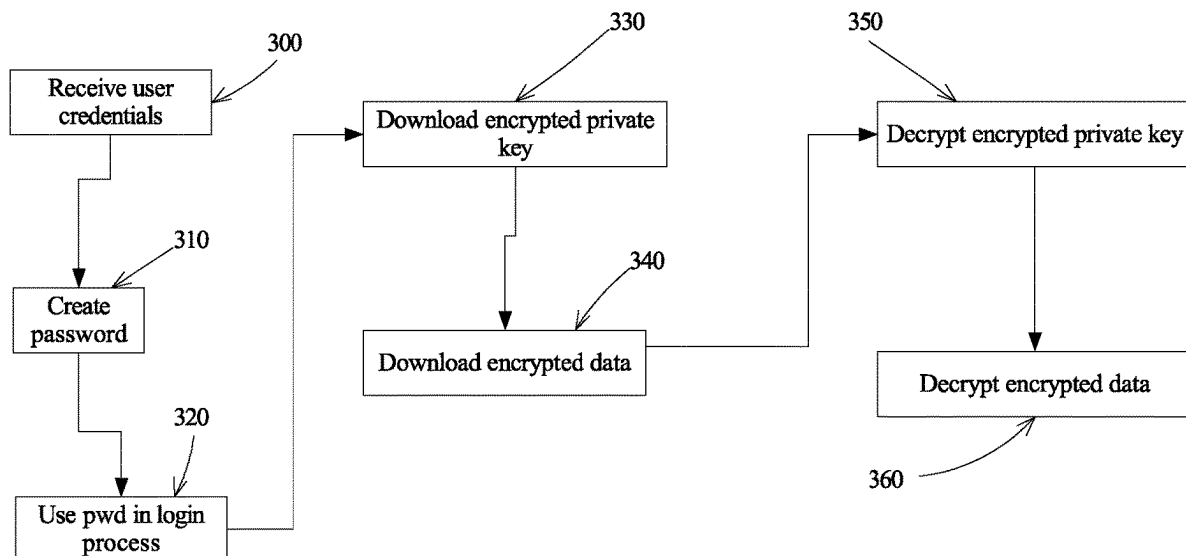 300
Receive user
credentials
310
Create
password
320
Use pwd in login
process
330
Download encrypted private
key
340
Download encrypted data
350
Decrypt encrypted private key
Decrypt encrypted data
360